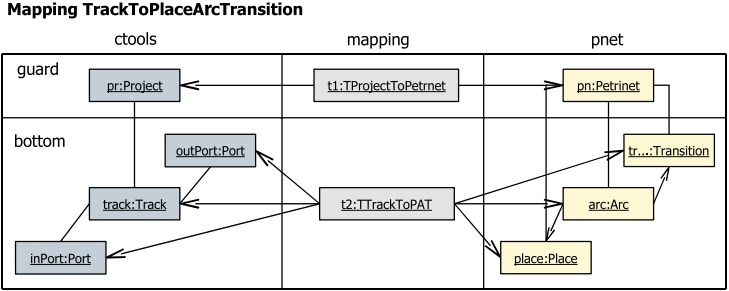 Mapping TrackToPlaceArcTransition
ctools mapping pnet
guard
pr:Project t1:TProjectToPetrnet pn:Petrinet
bottom
outPort:Port tr...:Transition
track:Track t2:TTrackToPAT arc:Arc
inPort:Port place:Place